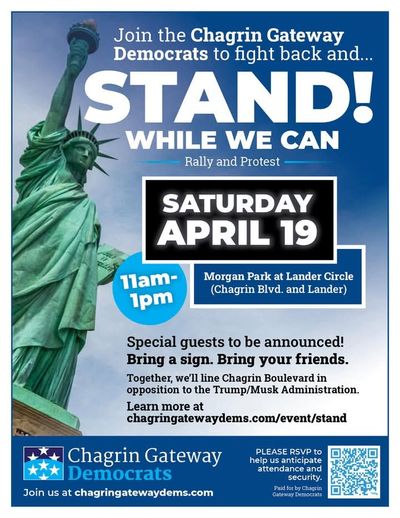 Join the Chagrin Gateway
Democrats to fight back and...
STAND!
WHILE WE CAN
Rally and Protest
SATURDAY
APRIL 19
11am-
1pm
Morgan Park at Lander Circle
(Chagrin Blvd. and Lander)
Special guests to be announced!
Bring a sign. Bring your friends.
Together, we'll line Chagrin Boulevard in
opposition to the Trump/Musk Administration.
Learn more at
chagringatewaydems.com/event/stand
Chagrin Gateway
Democrats
Join us at chagringatewaydems.com
PLEASE RSVP to
help us anticipate
attendance and
security.
Paid for by Chagrin
Gateway Democrats